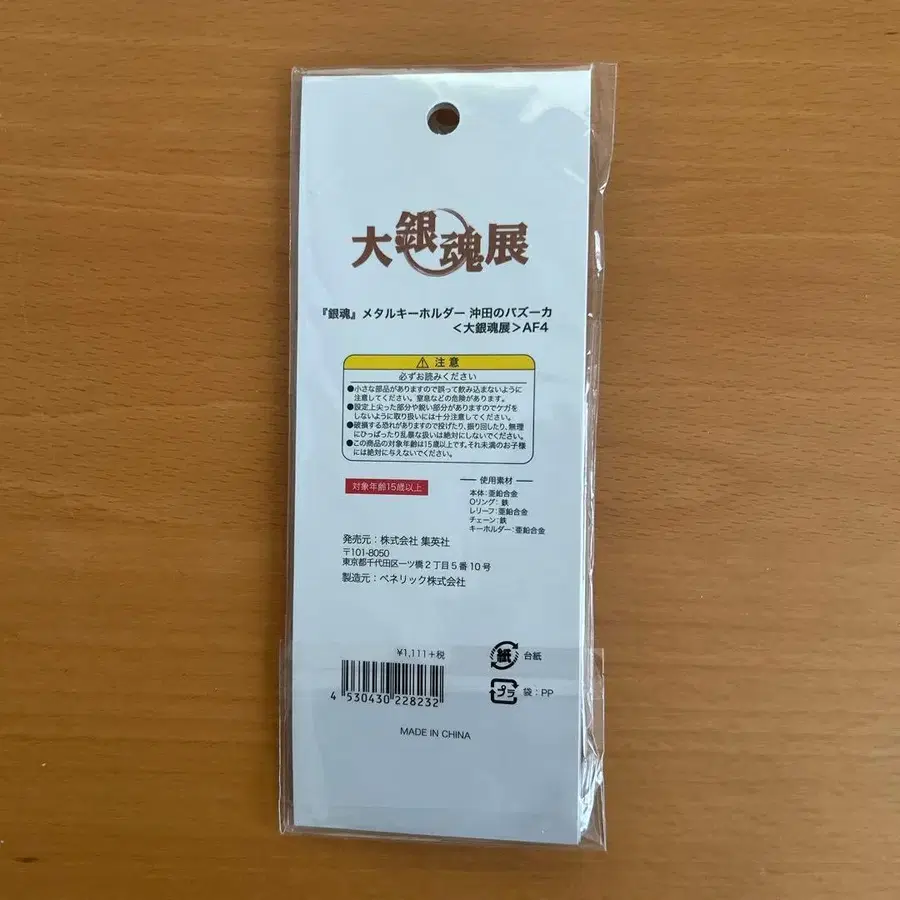 大銀魂展
『銀魂』メタルキーホルダー 沖田のバズーカ
＜大銀魂展＞AF4
注意
必ずお読みください
●小さな部品がありますので誤って飲み込まないように
注意してください。窒息などの危険があります。
●設定上尖った部分や鋭い部分がありますのでケガを
しないように取り扱いには十分注意してください。
●破損する恐れがありますので投げたり、振り回したり、無理
にひっぱったり乱暴な扱いは絶対にしないでください。
●この商品の対象年齢は15歳以上です。それ未満のお子様
には絶対に与えないでください。
対象年齢15歳以上
使用素材
本体：亜鉛合金
Oリング：鉄
レリーフ：亜鉛合金
チェーン：鉄
キーホルダー：亜鉛合金
発売元：株式会社 集英社
〒101-8050
東京都千代田区一ツ橋2丁目5番10号
製造元：ベネリック株式会社
¥1,111＋税
4 530430 228232
紙 台紙
プラ 袋：PP
MADE IN CHINA